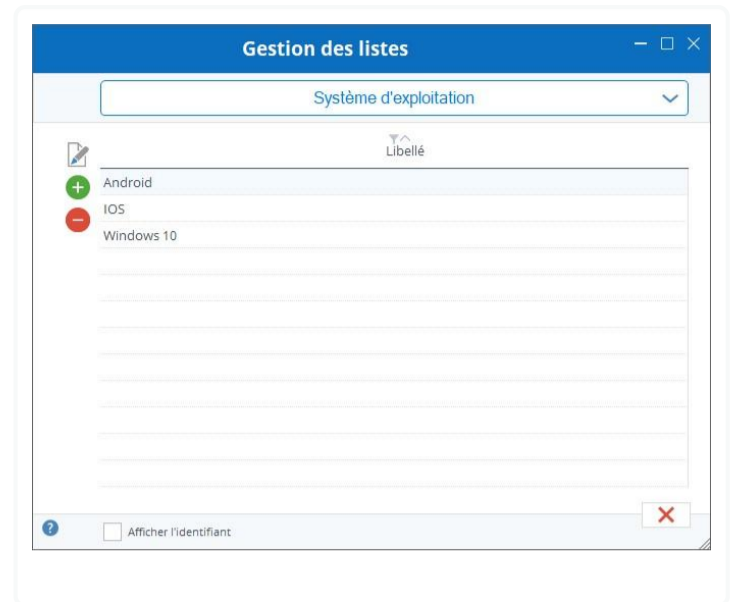 Gestion des listes
Système d'exploitation
Libellé
Android
IOS
Windows 10
?
Afficher l'identifiant